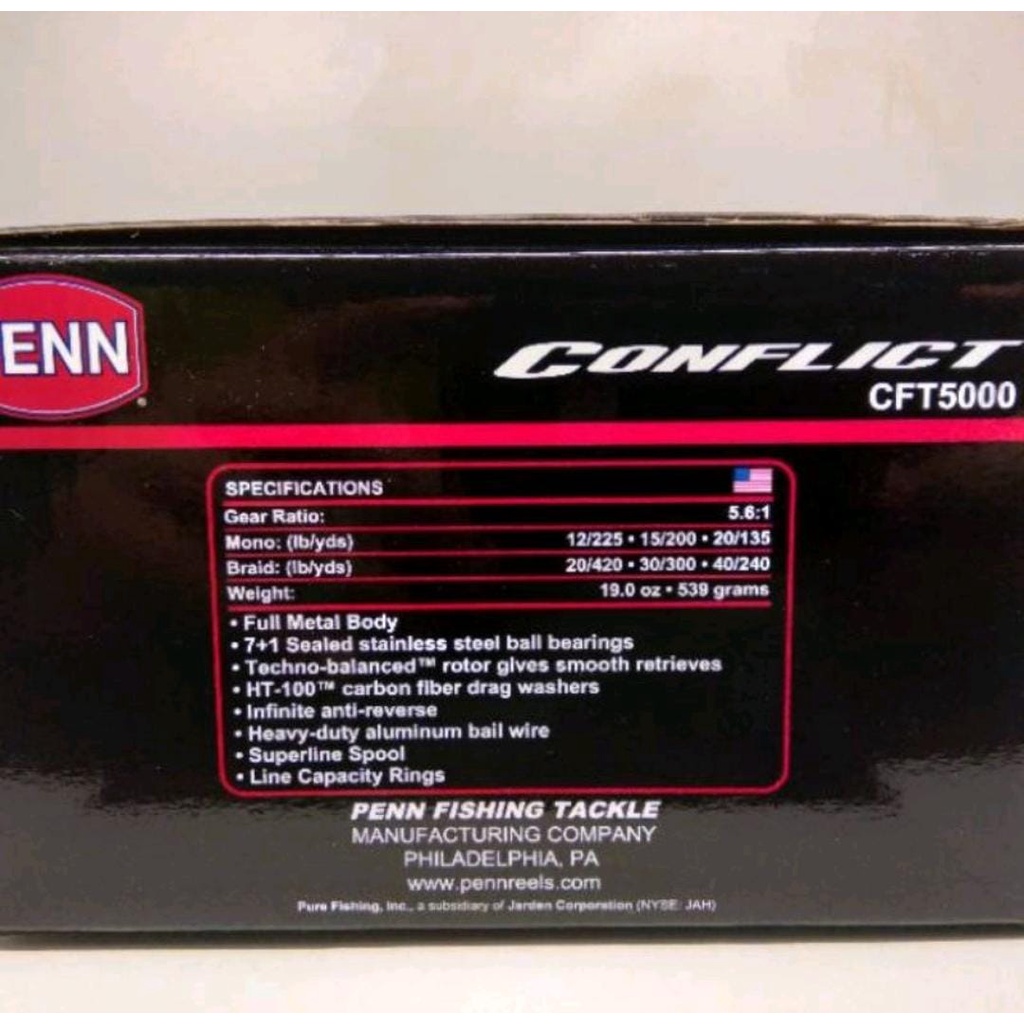 ENN
CONFLICT
CFT5000
SPECIFICATIONS
Gear Ratio: 5.6:1
Mono: (lb/yds) 12/225 • 15/200 • 20/135
Braid: (lb/yds) 20/420 • 30/300 • 40/240
Weight: 19.0 oz • 539 grams
• Full Metal Body
• 7+1 Sealed stainless steel ball bearings
• Techno-balanced™ rotor gives smooth retrieves
• HT-100™ carbon fiber drag washers
• Infinite anti-reverse
• Heavy-duty aluminum bail wire
• Superline Spool
• Line Capacity Rings
PENN FISHING TACKLE
MANUFACTURING COMPANY
PHILADELPHIA, PA
www.pennreels.com
Pure Fishing, Inc., a subsidiary of Jarden Corporation (NYSE: JAH)